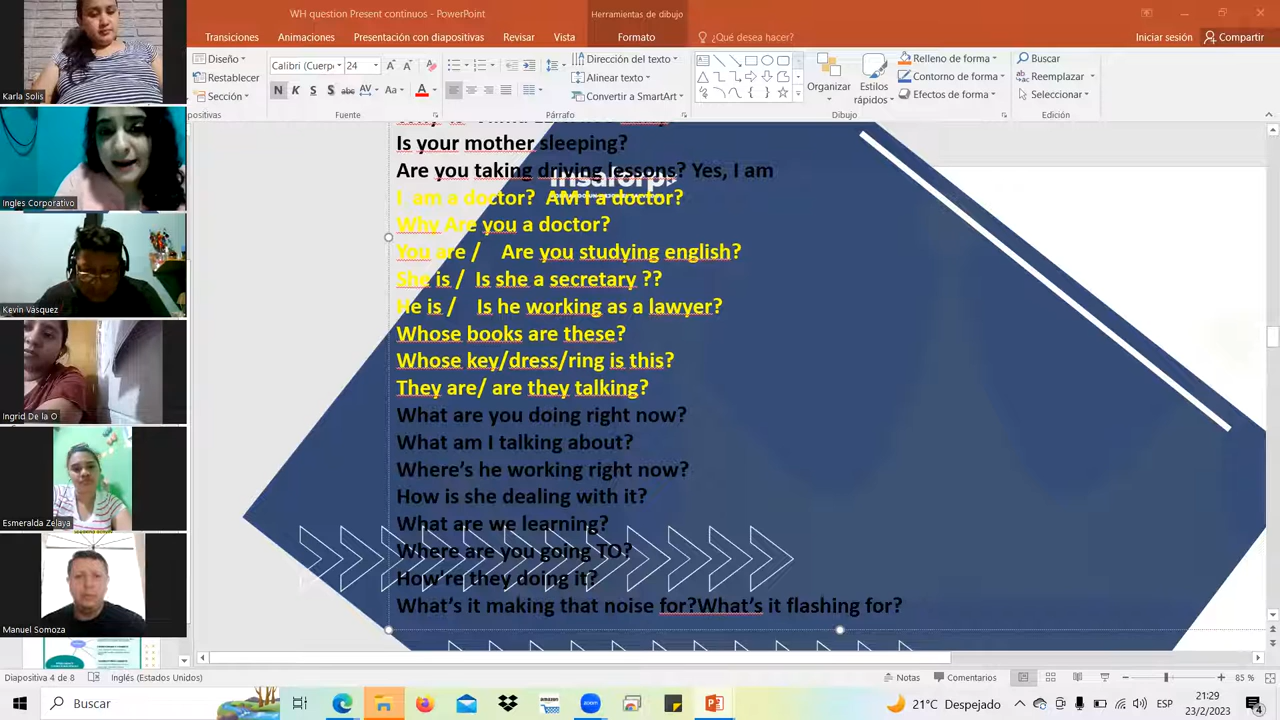 WH question Present continuos - PowerPoint
Herramientas de dibujo
Transiciones
Animaciones
Presentación con diapositivas
Revisar
Vista
Formato
¿Qué desea hacer?
Iniciar sesión
Compartir
Diseño
Restablecer
Sección
positivas
Calibri (Cuerp
24
N K S S abc AV Aa A
Fuente
Dirección del texto
Alinear texto
Convertir a SmartArt
Párrafo
Organizar
Estilos
rápidos
Relleno de forma
Contorno de forma
Efectos de forma
Dibujo
Buscar
Reemplazar
Seleccionar
Edición
Karla Solis
Ingles Corporativo
Kevin Vásquez
Ingrid De la O
Esmeralda Zelaya
Manuel Somoza
Is your mother sleeping?
Are you taking driving lessons? Yes, I am
Insaforp
I am a doctor? AM I a doctor?
Why Are you a doctor?
You are / Are you studying english?
She is / Is she a secretary ??
He is / Is he working as a lawyer?
Whose books are these?
Whose key/dress/ring is this?
They are/ are they talking?
What are you doing right now?
What am I talking about?
Where's he working right now?
How is she dealing with it?
What are we learning?
Where are you going TO?
How're they doing it?
What's it making that noise for?What's it flashing for?
Diapositiva 4 de 8
Inglés (Estados Unidos)
Notas
Comentarios
85 %
Buscar
amazon
zoom
21°C Despejado
ESP
21:29
23/2/2023
4